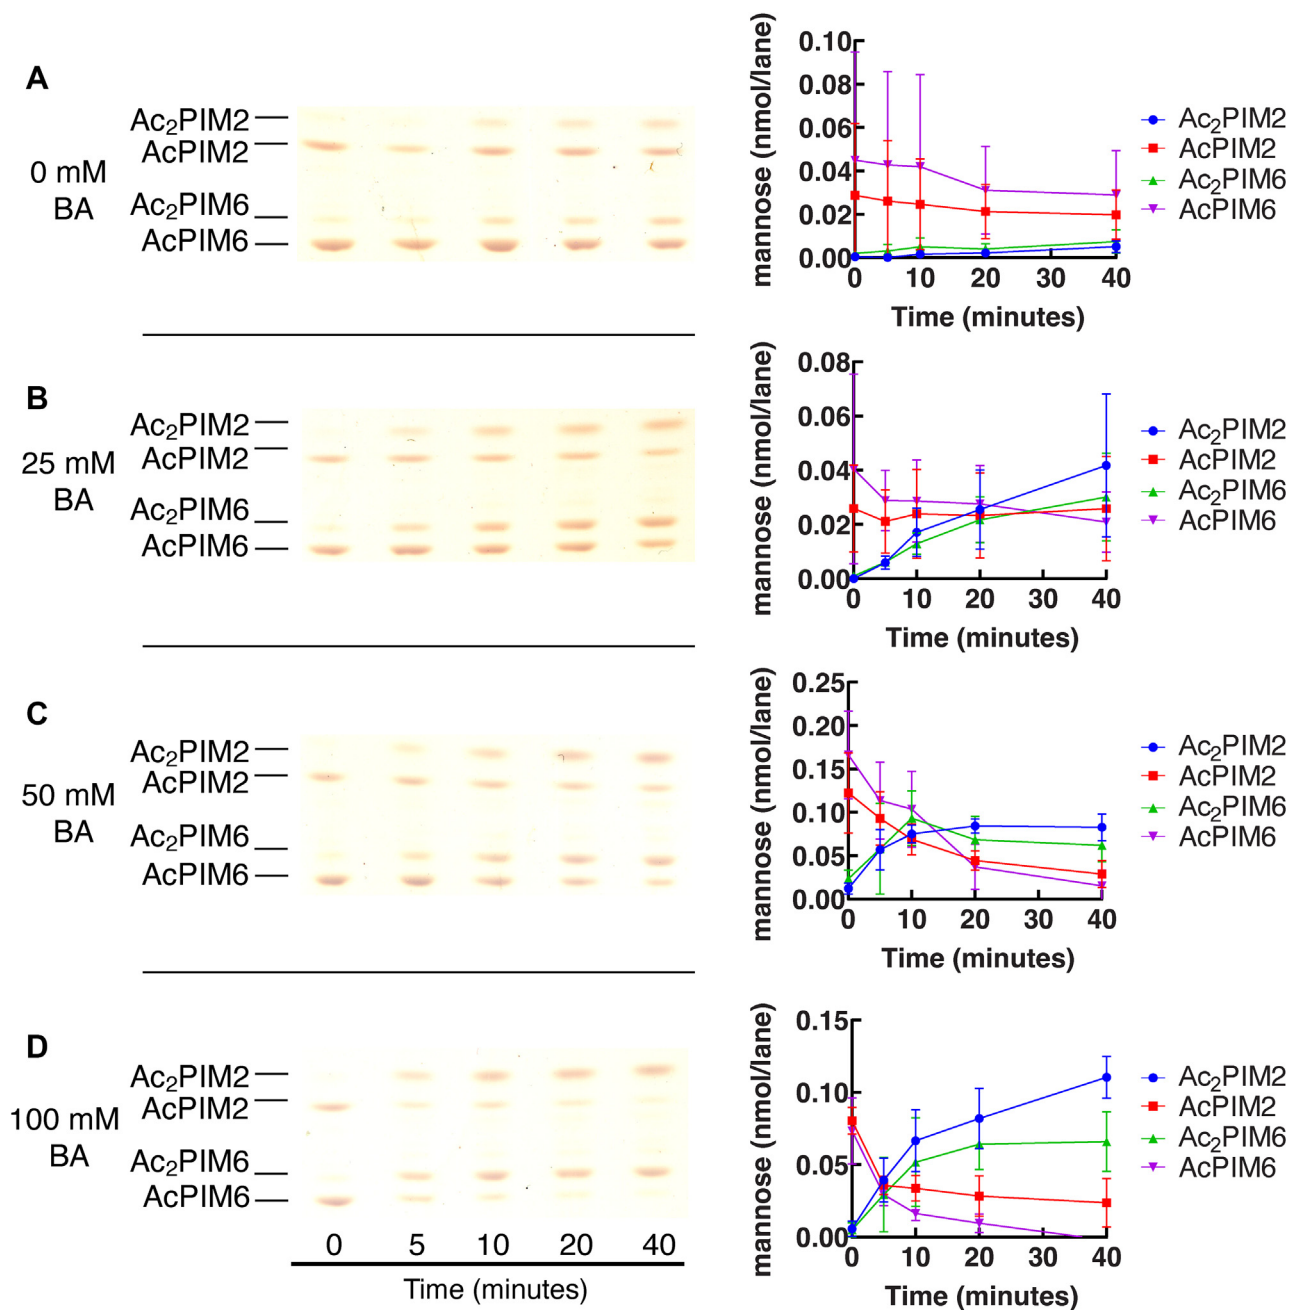 A
0 mM
BA
Ac₂PIM2
AcPIM2
Ac₂PIM6
AcPIM6
mannose (nmol/lane)
0.10
0.08
0.06
0.04
0.02
0.00
0 10 20 30 40
Time (minutes)
Ac₂PIM2
AcPIM2
Ac₂PIM6
AcPIM6
B
25 mM
BA
Ac₂PIM2
AcPIM2
Ac₂PIM6
AcPIM6
mannose (nmol/lane)
0.08
0.06
0.04
0.02
0.00
0 10 20 30 40
Time (minutes)
Ac₂PIM2
AcPIM2
Ac₂PIM6
AcPIM6
C
50 mM
BA
Ac₂PIM2
AcPIM2
Ac₂PIM6
AcPIM6
mannose (nmol/lane)
0.25
0.20
0.15
0.10
0.05
0.00
0 10 20 30 40
Time (minutes)
Ac₂PIM2
AcPIM2
Ac₂PIM6
AcPIM6
D
100 mM
BA
Ac₂PIM2
AcPIM2
Ac₂PIM6
AcPIM6
0 5 10 20 40
Time (minutes)
mannose (nmol/lane)
0.15
0.10
0.05
0.00
0 10 20 30 40
Time (minutes)
Ac₂PIM2
AcPIM2
Ac₂PIM6
AcPIM6